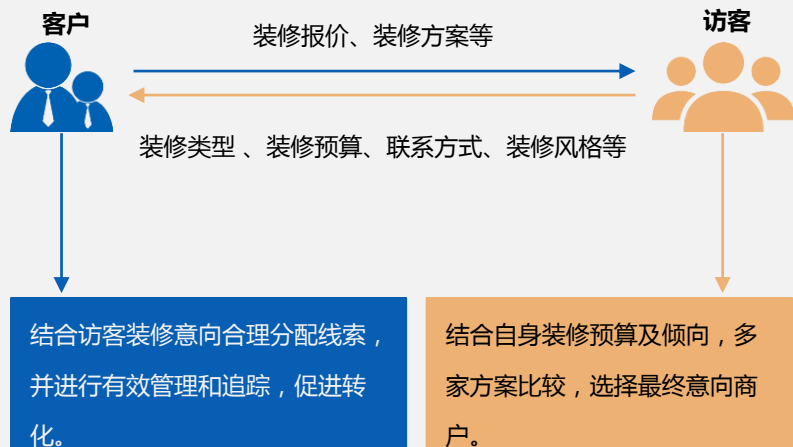 客户
访客
装修报价、装修方案等
装修类型 、装修预算、联系方式、装修风格等
结合访客装修意向合理分配线索，
并进行有效管理和追踪，促进转
化。
结合自身装修预算及倾向，多
家方案比较，选择最终意向商
户。